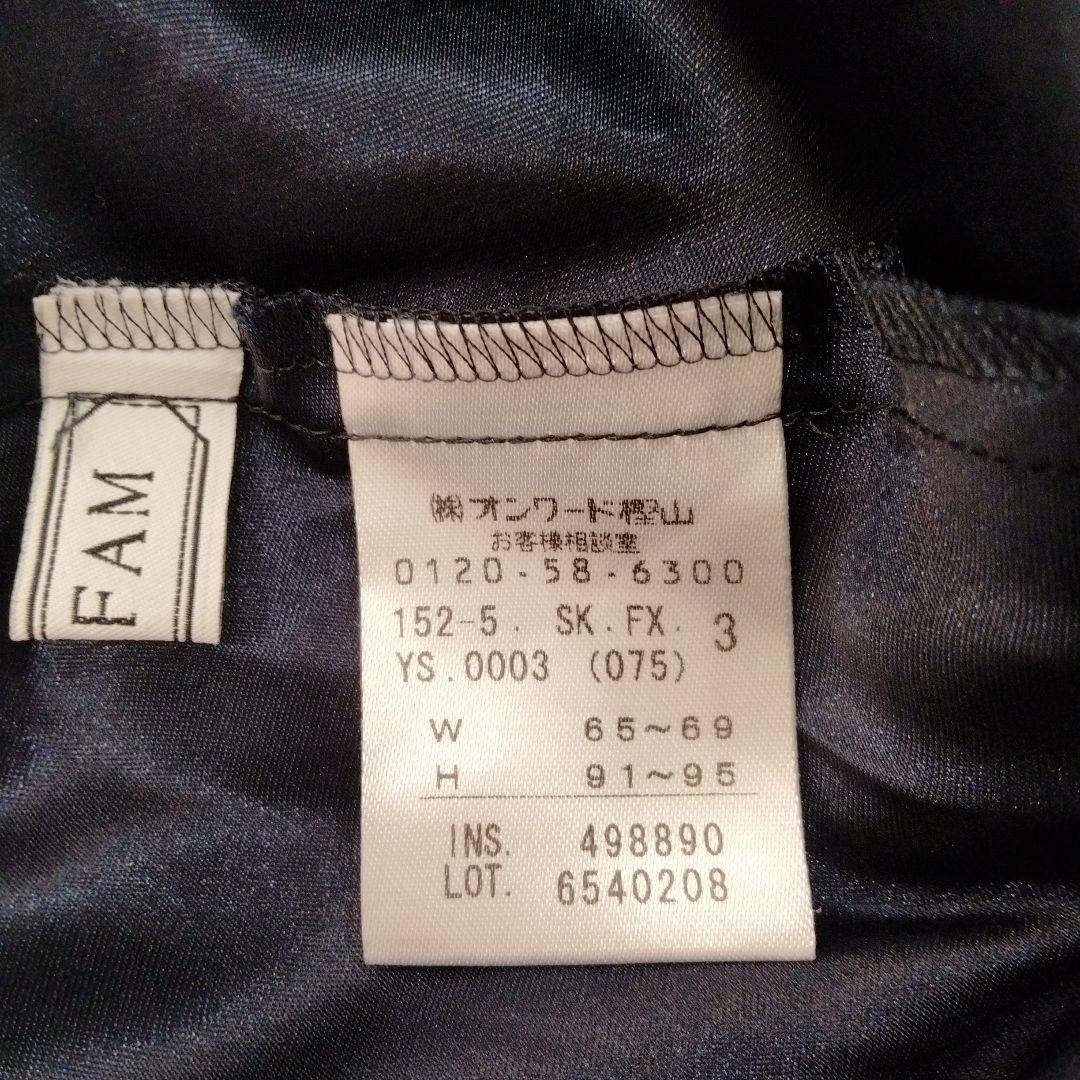 FAM
㈱オンワード樫山
お客様相談室
0120-58-6300
152-5. SK.FX. 3
YS.0003 (075)
W 65~69
H 91~95
INS. 498890
LOT. 6540208